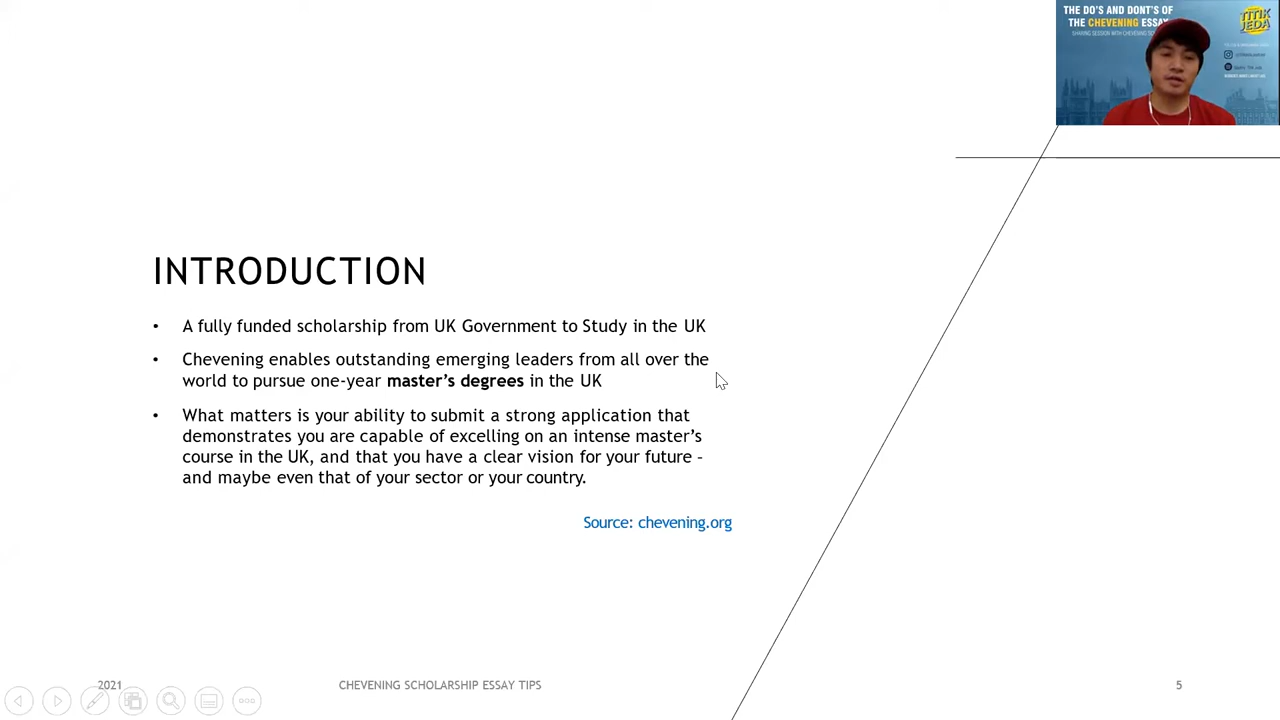 THE DO'S AND DONT'S OF
THE CHEVENING ESSAY
TITIK
JEDA
INTRODUCTION
• A fully funded scholarship from UK Government to Study in the UK
• Chevening enables outstanding emerging leaders from all over the
world to pursue one-year master's degrees in the UK
• What matters is your ability to submit a strong application that
demonstrates you are capable of excelling on an intense master's
course in the UK, and that you have a clear vision for your future –
and maybe even that of your sector or your country.
Source: chevening.org
2021
CHEVENING SCHOLARSHIP ESSAY TIPS
5